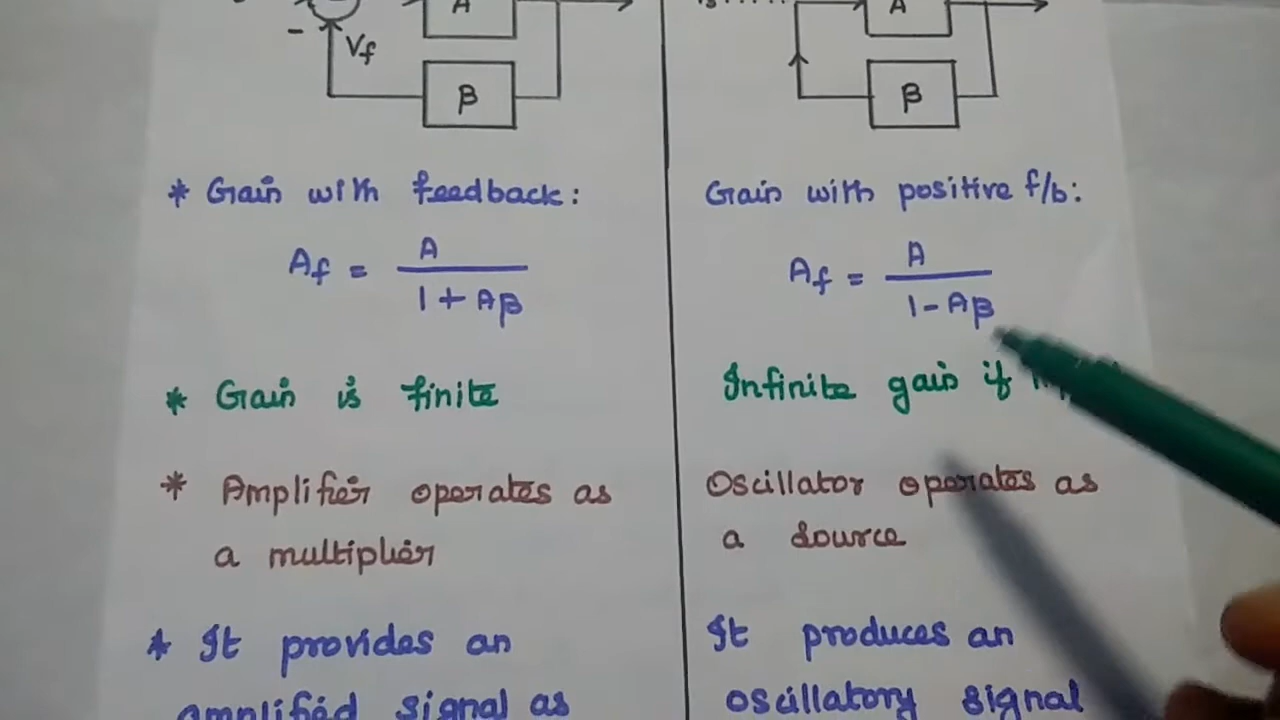 A
A
- Vf
β
β
* Gain with feedback:
Af = A / 1 + Aβ
* Gain is finite
* Amplifier operates as
a multiplier
* It provides an
amplified signal as
Gain with positive f/b:
Af = A / 1 - Aβ
Infinite gain if
Oscillator operates as
a source
It produces an
oscillatory signal